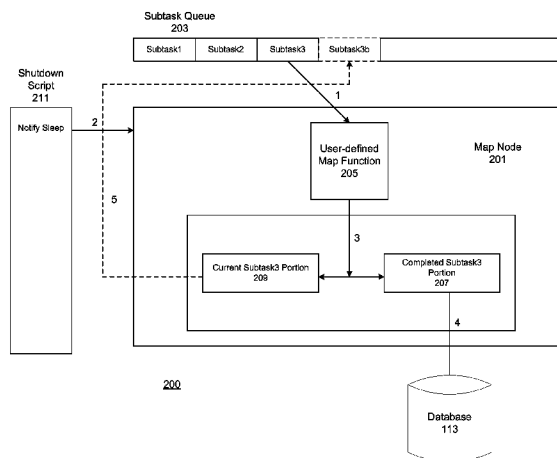 Subtask Queue
203
Subtask1
Subtask2
Subtask3
Subtask3b
Shutdown
Script
211
Notify Sleep
2
1
User-defined
Map Function
205
Map Node
201
5
3
Current Subtask3 Portion
209
Completed Subtask3
Portion
207
4
200
Database
113